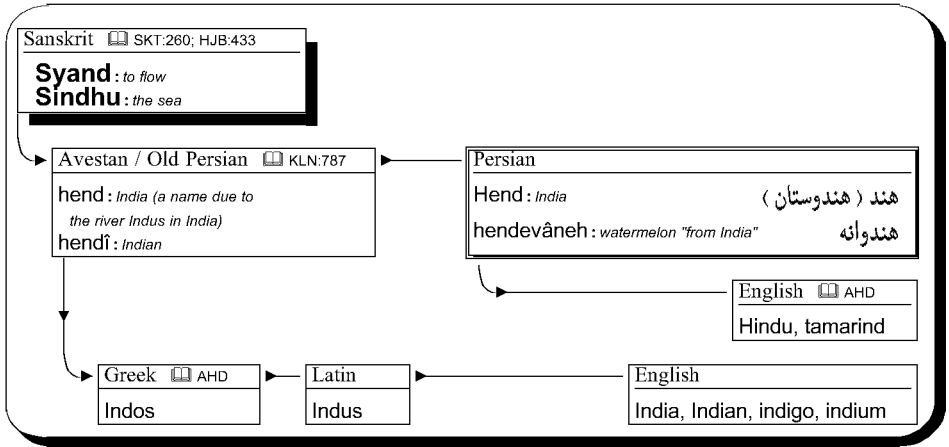 Sanskrit SKT:260; HJB:433
Syand : to flow
Sindhu : the sea
Avestan / Old Persian KLN:787
hend : India (a name due to
the river Indus in India)
hendî : Indian
Persian
Hend : India هند ( هندوستان )
hendevâneh : watermelon "from India" هندوانه
English AHD
Hindu, tamarind
Greek AHD
Indos
Latin
Indus
English
India, Indian, indigo, indium